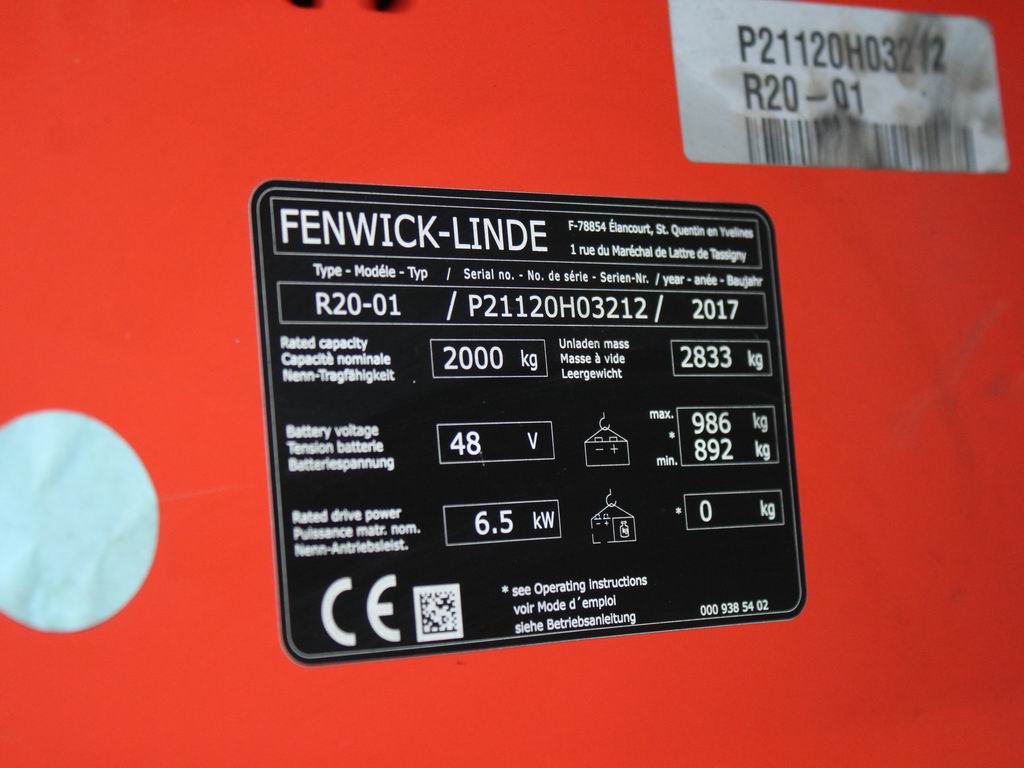 P21120H03212
R20-01
FENWICK-LINDE
F-78854 Élancourt, St. Quentin en Yvelines
1 rue du Maréchal de Lattre de Tassigny
Type - Modéle - Typ / Serial no. - No. de série - Serien-Nr. / year - anée - Baujahr
R20-01 / P21120H03212 / 2017
Rated capacity
Capacité nominale
Nenn-Tragfähigkeit
2000 kg
Unladen mass
Masse à vide
Leergewicht
2833 kg
Battery voltage
Tension batterie
Batteriespannung
48 V
max. 986 kg
*
min. 892 kg
Rated drive power
Puissance matr. nom.
Nenn-Antriebsleist.
6.5 kW
* 0 kg
CE
* see Operating instructions
voir Mode d´emploi
siehe Betriebsanleitung
000 938 54 02